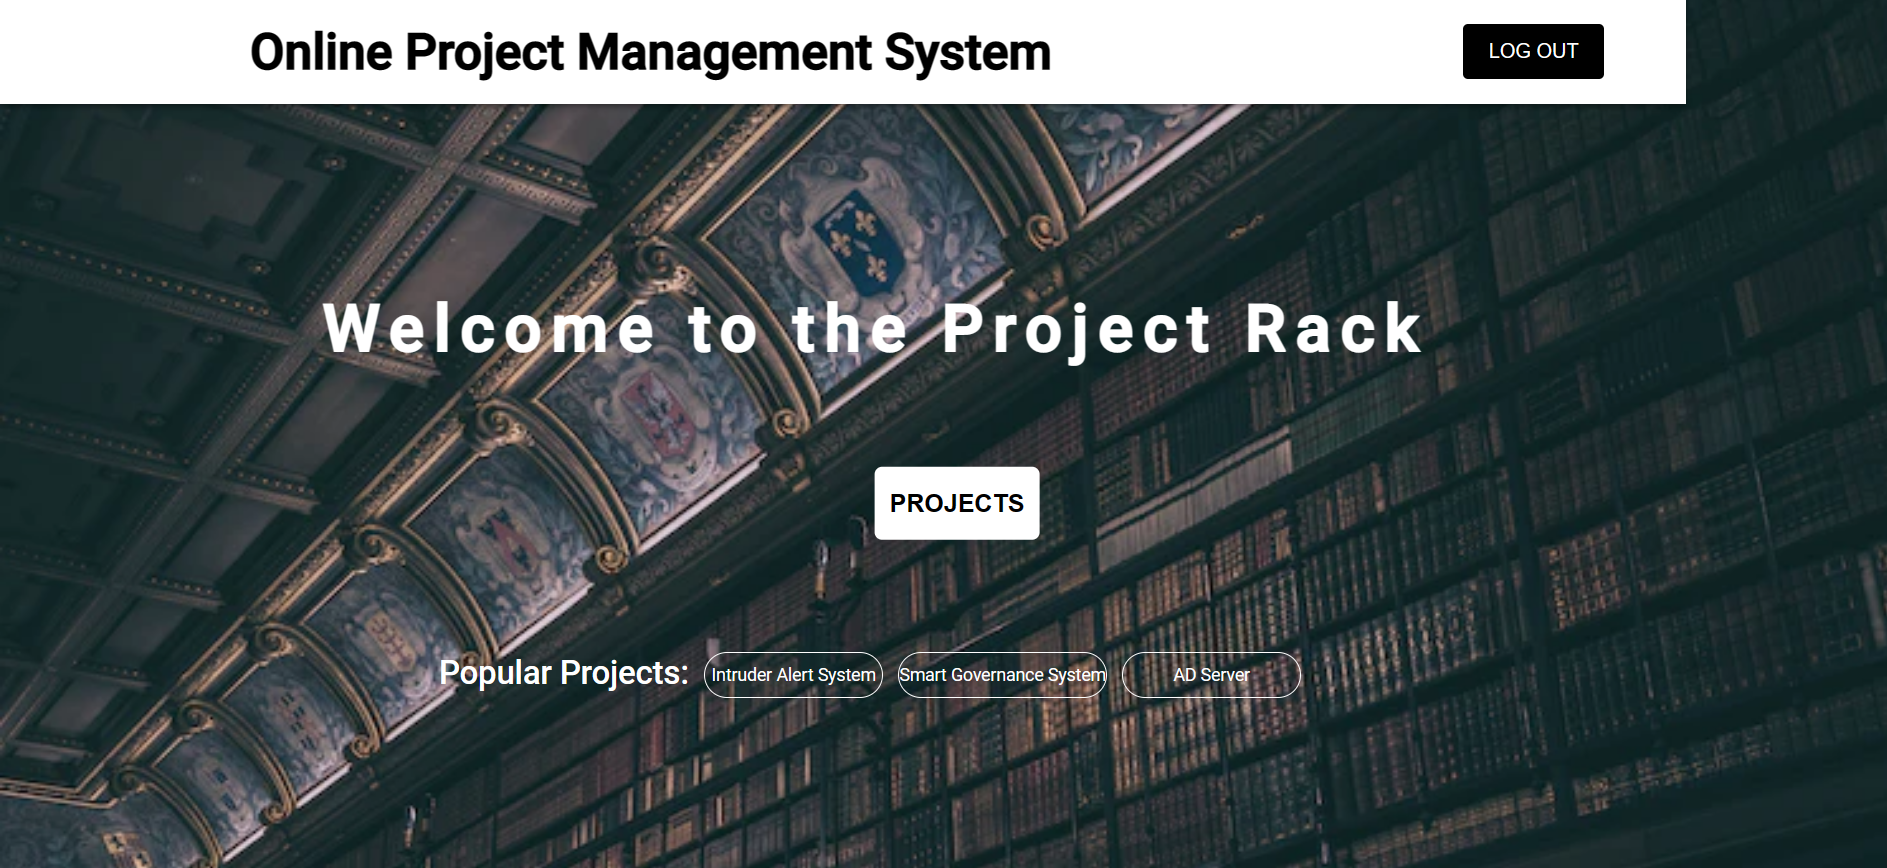 Online Project Management System
LOG OUT
Welcome to the Project Rack
PROJECTS
Popular Projects: Intruder Alert System Smart Governance System AD Server